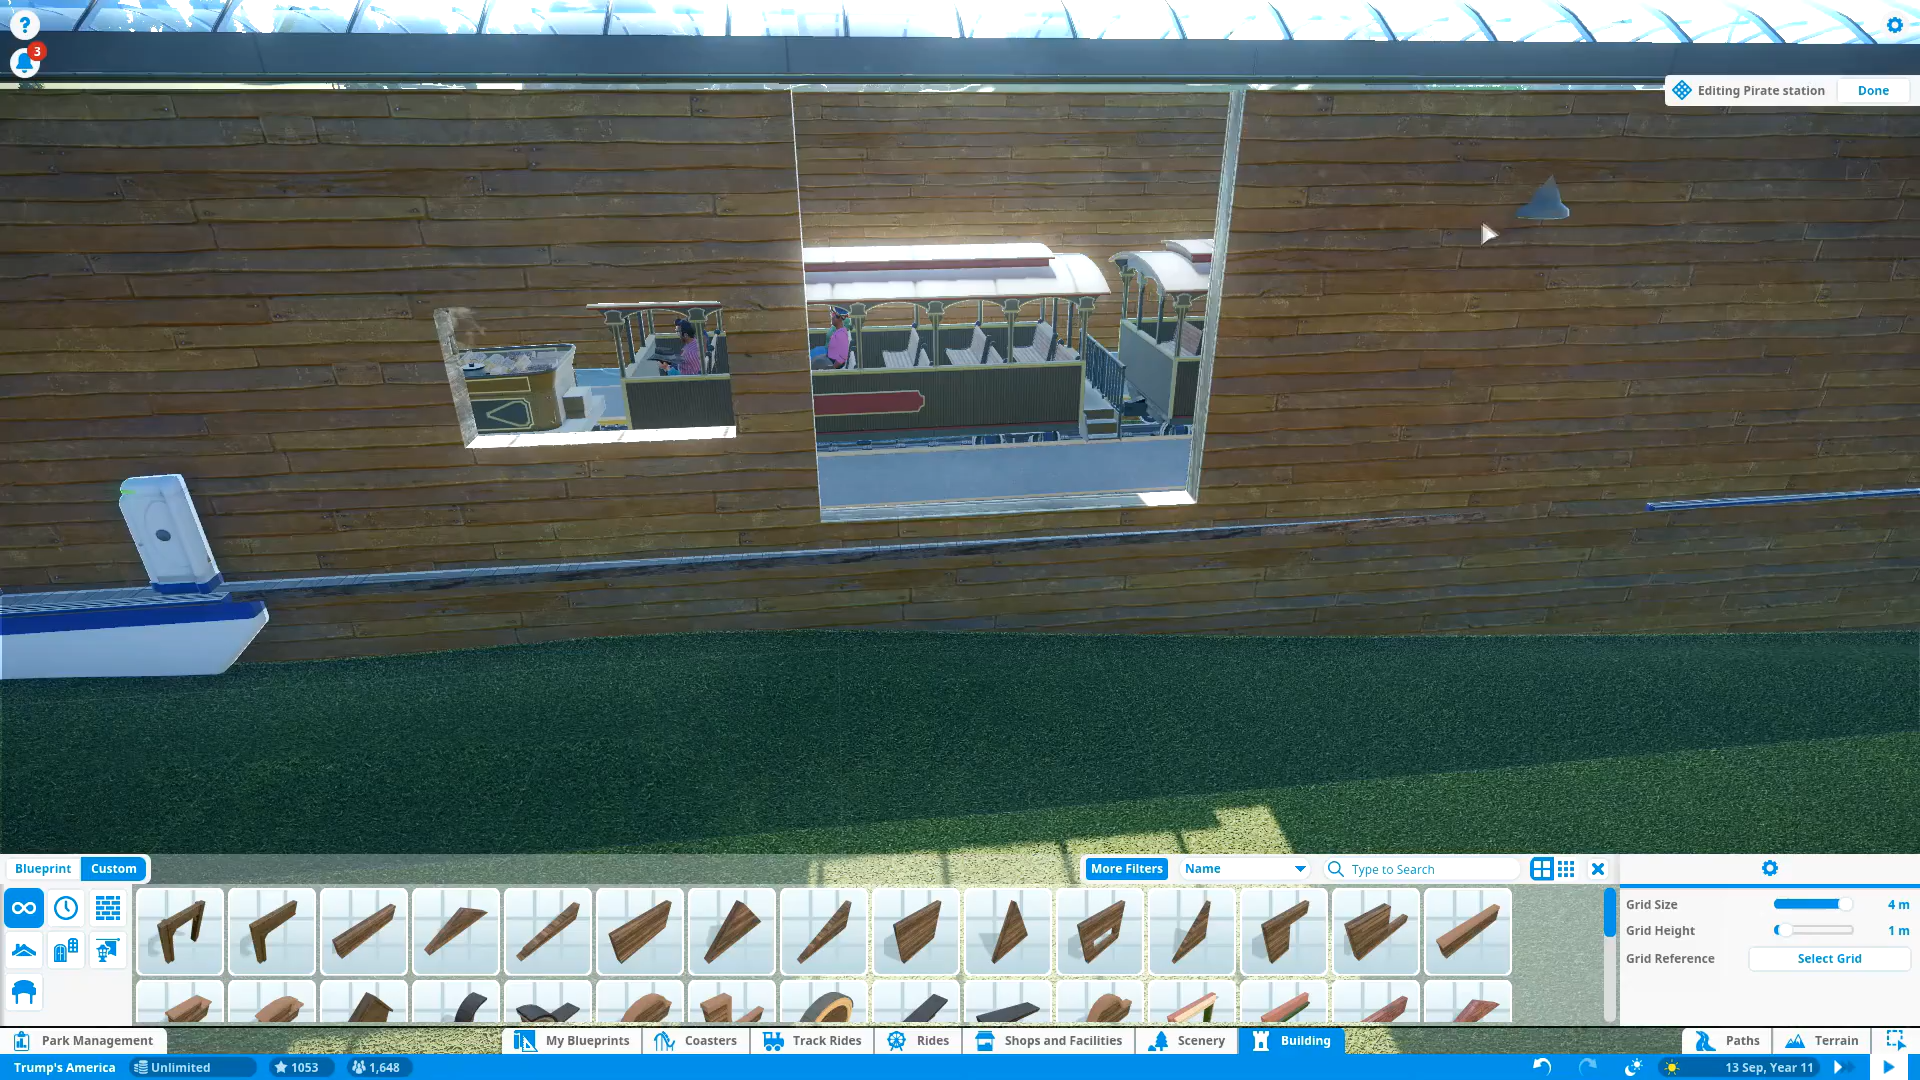 ?
3
Editing Pirate station
Done
Blueprint
Custom
More Filters
Name
Type to Search
Grid Size
4 m
Grid Height
1 m
Grid Reference
Select Grid
Park Management
My Blueprints
Coasters
Track Rides
Rides
Shops and Facilities
Scenery
Building
Paths
Terrain
Trump's America
Unlimited
1053
1,648
13 Sep, Year 11